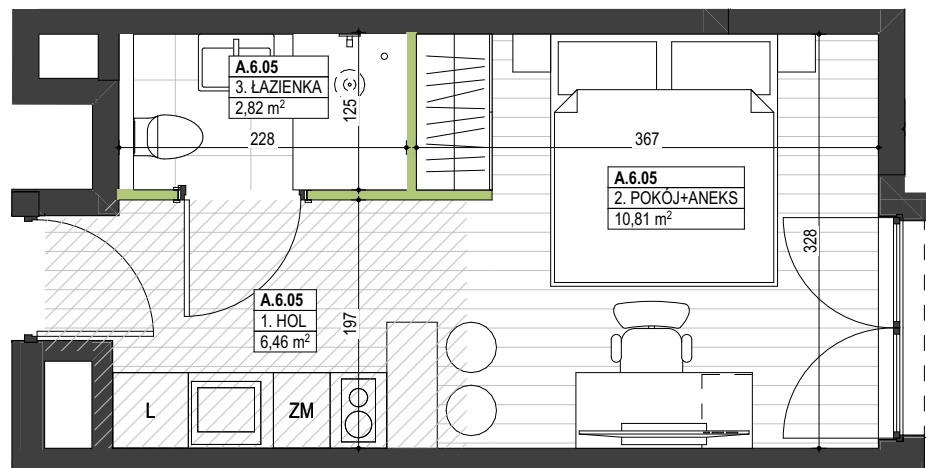 A.6.05
3. ŁAZIENKA
2,82 m²
125
228
367
A.6.05
2. POKÓJ+ANEKS
10,81 m²
328
A.6.05
1. HOL
6,46 m²
197
L
ZM